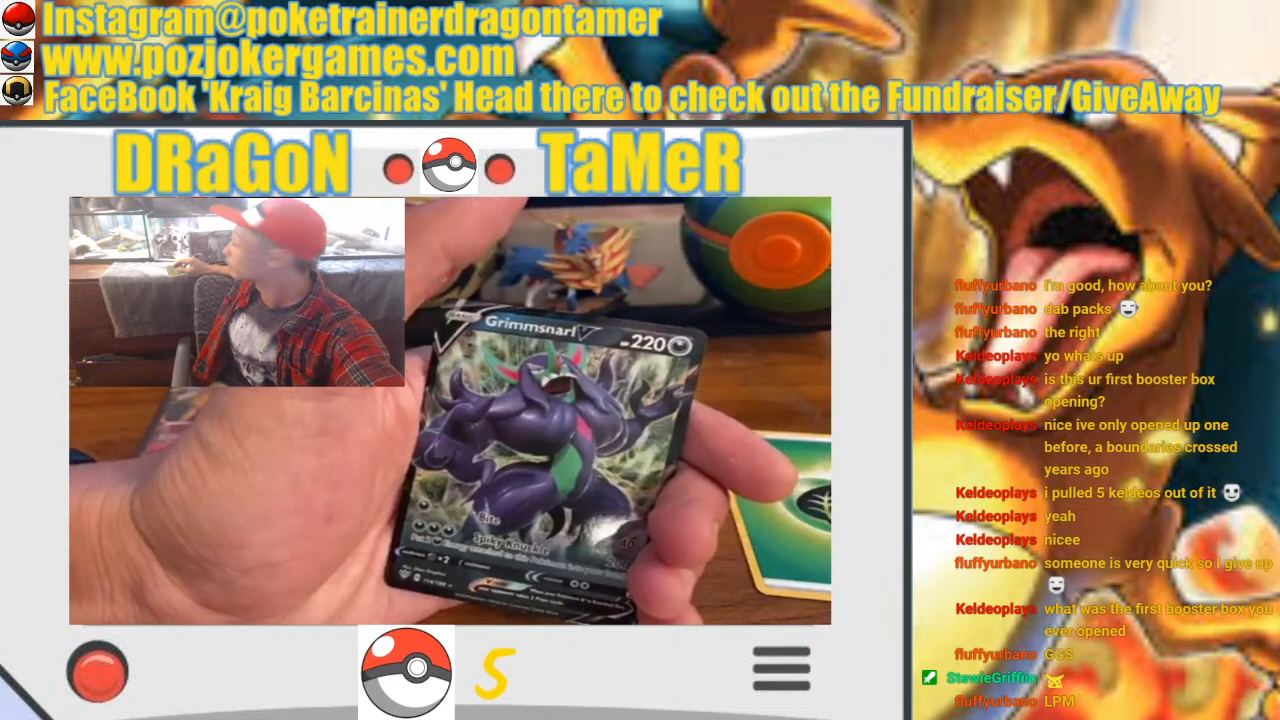 Instagram@poketrainerdragontamer
www.pozjokergames.com
FaceBook 'Kraig Barcinas' Head there to check out the Fundraiser/GiveAway
DRaGoN TaMeR
Grimmsnarl V 220
Bite
Spiky Knuckle
S
fluffyurbano I'm good, how about you?
fluffyurbano dab packs
fluffyurbano the right
Keldeoplays yo whats up
Keldeoplays is this ur first booster box
opening?
Keldeoplays nice ive only opened up one
before, a boundaries crossed
years ago
Keldeoplays i pulled 5 keldeos out of it
Keldeoplays yeah
Keldeoplays nicee
fluffyurbano someone is very quick so I give up
Keldeoplays what was the first booster box you
ever opened
fluffyurbano GGS
StewieGriffiin
fluffyurbano LPM